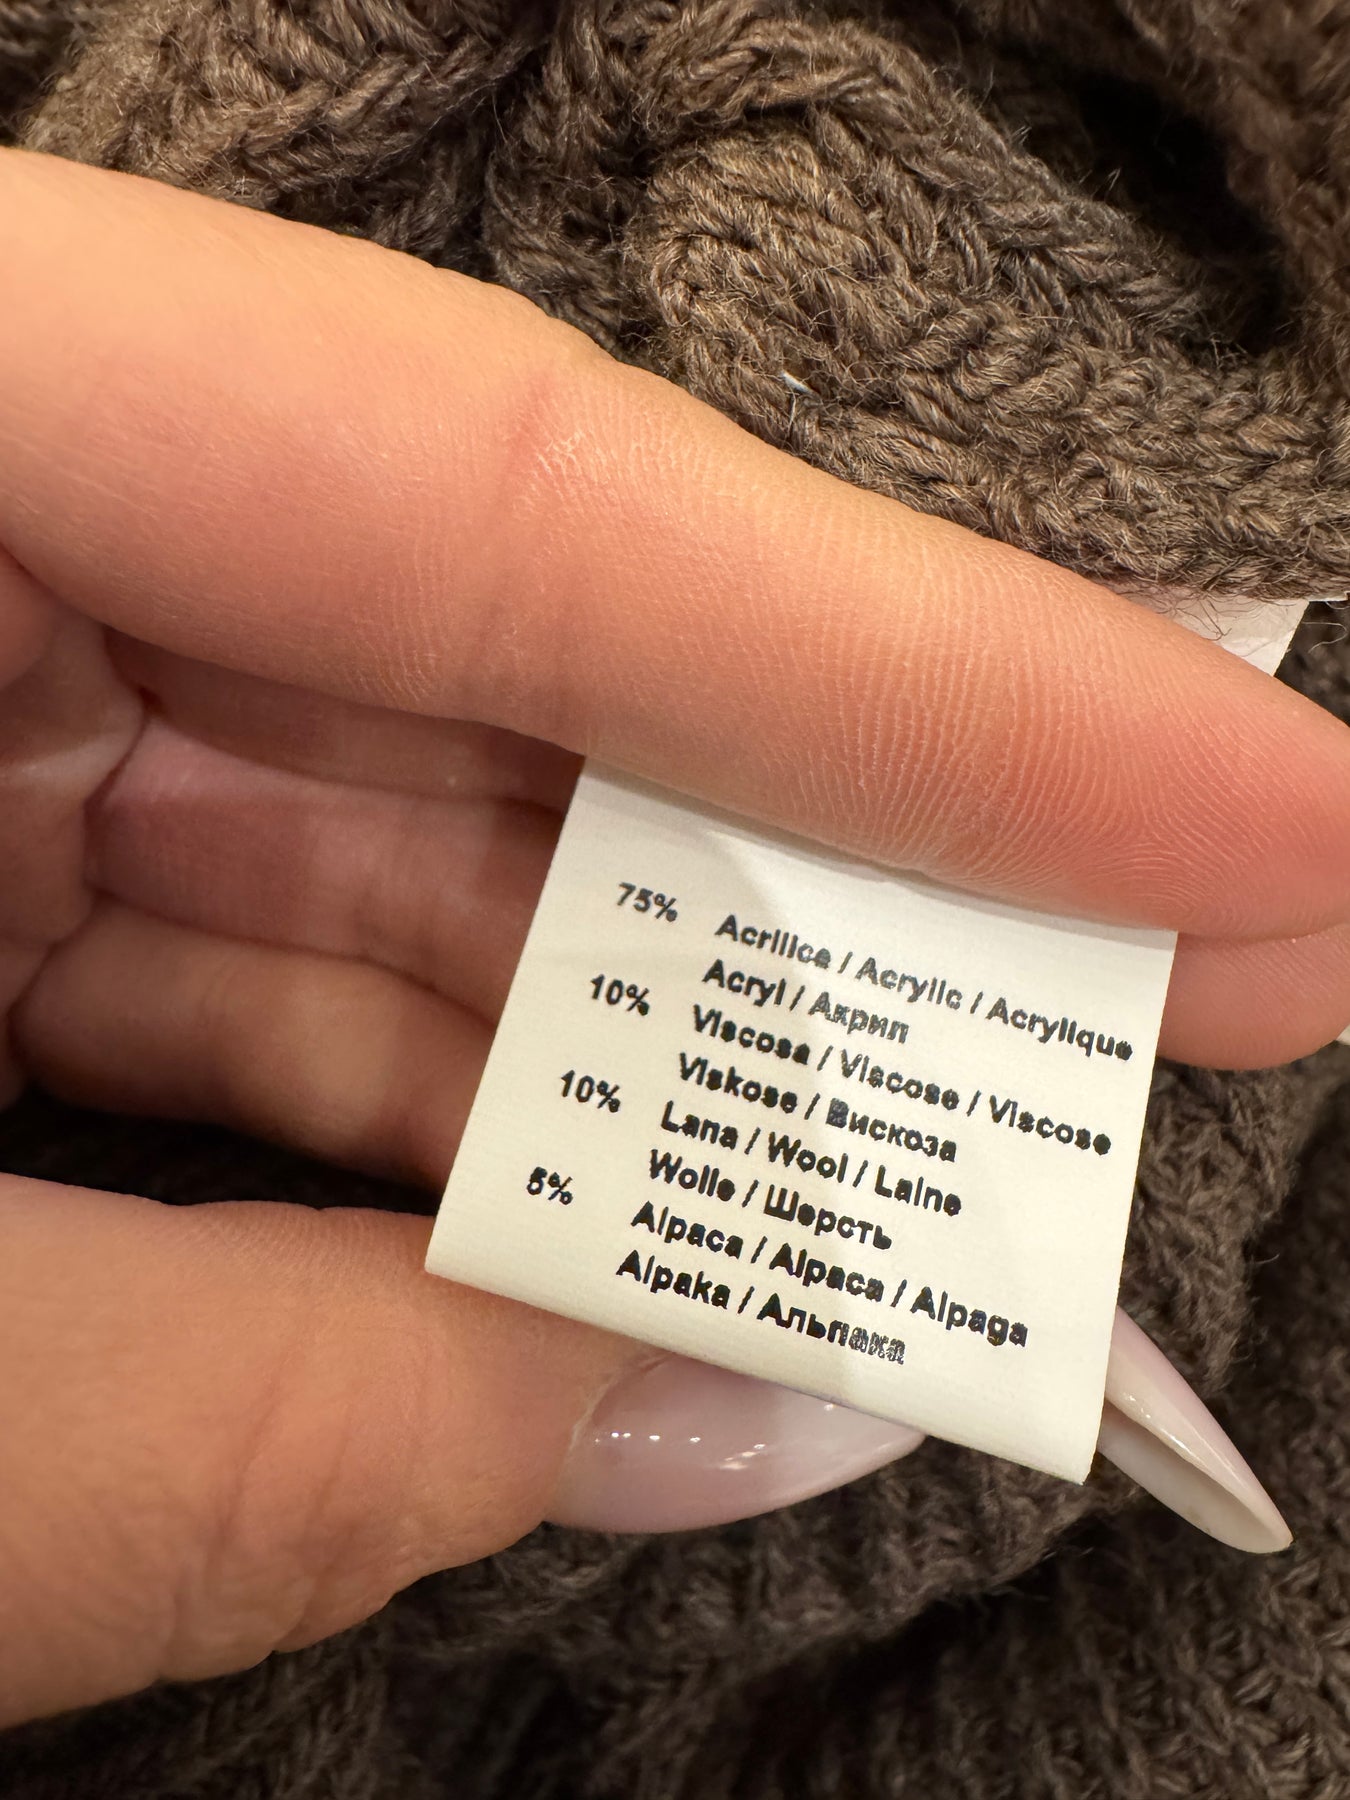 75% Acrilica / Acrylic / Acrylique
Acryl / Акрил
10% Viscosa / Viscose / Viscose
Viskose / Вискоза
10% Lana / Wool / Laine
Wolle / Шерсть
5% Alpaca / Alpaca / Alpaga
Alpaka / Альпака